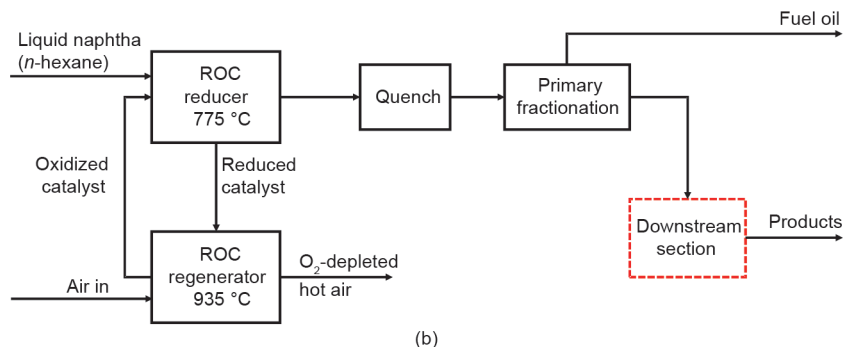 Fuel oil
Liquid naphtha
(n-hexane)
ROC
reducer
775 °C
Quench
Primary
fractionation
Oxidized
catalyst
Reduced
catalyst
Downstream
section
Products
ROC
regenerator
935 °C
O₂-depleted
hot air
Air in
(b)